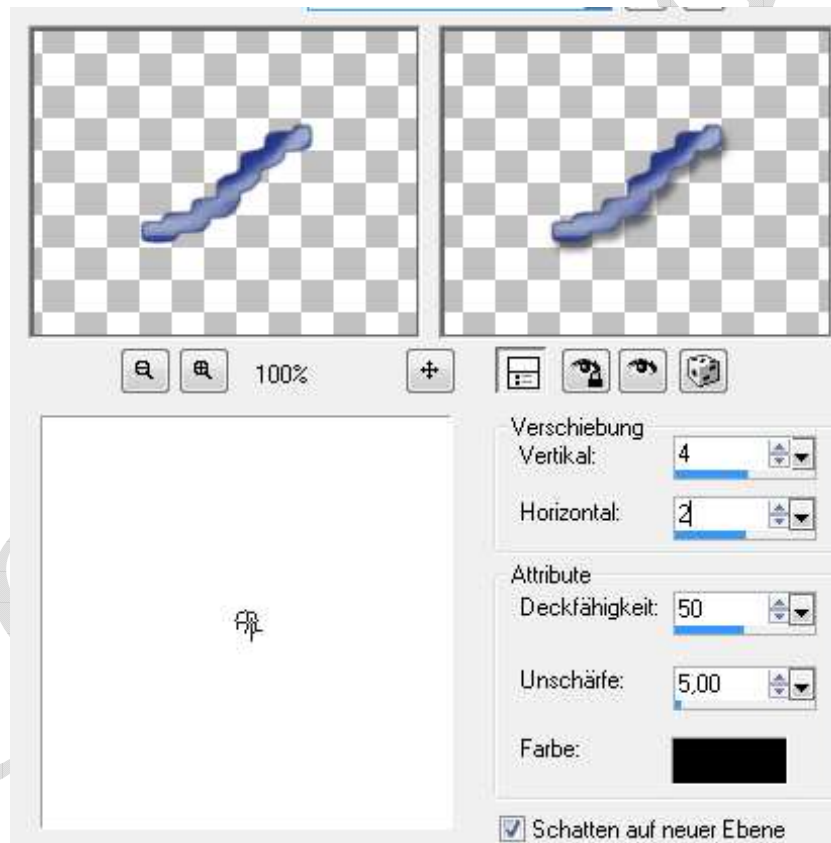 100%
Verschiebung
Vertikal: 4
Horizontal: 2
Attribute
Deckfähigkeit: 50
Unschärfe: 5,00
Farbe:
Schatten auf neuer Ebene